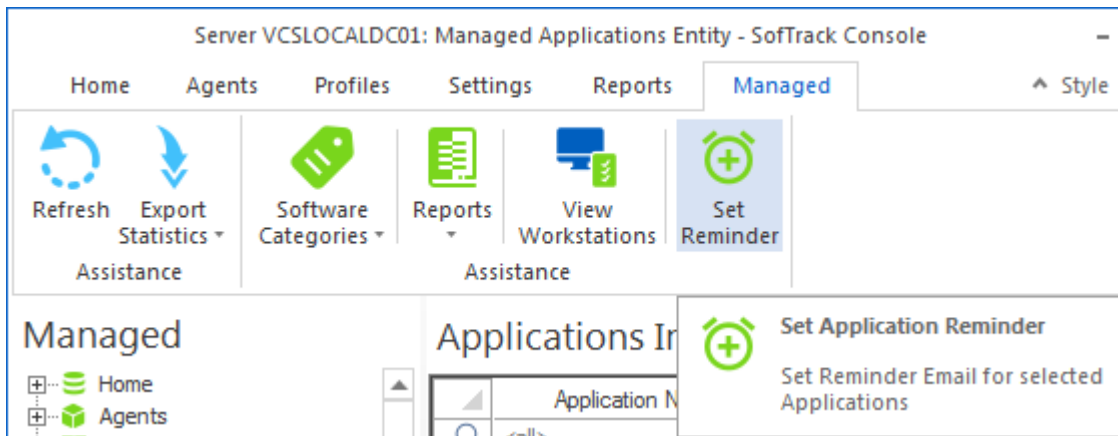 Server VCSLOCALDC01: Managed Applications Entity - SofTrack Console
Home Agents Profiles Settings Reports Managed Style
Refresh
Export
Statistics
Software
Categories
Reports
View
Workstations
Set
Reminder
Assistance
Assistance
Managed
Home
Agents
Applications
Application
Set Application Reminder
Set Reminder Email for selected
Applications